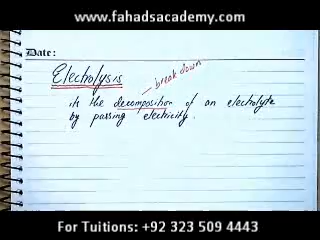 www.fahadsacademy.com
Date:
Electrolysis
break down
it's the decomposition of an electrolyte
by passing electricity.
For Tuitions: +92 323 509 4443